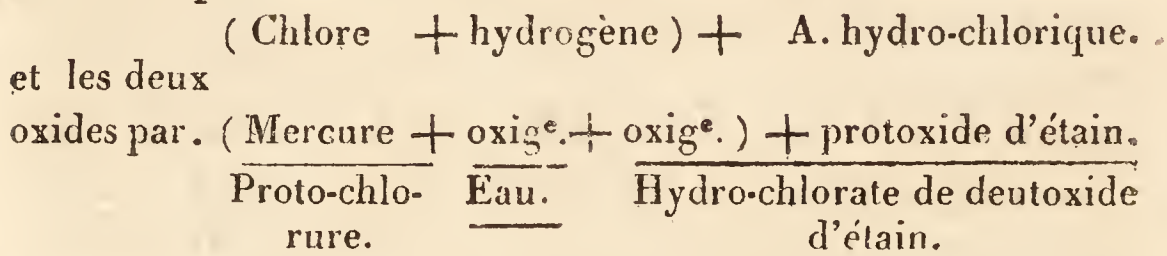 ( Chlore + hydrogène ) + A. hydro-chlorique.
et les deux
oxides par. ( Mercure + oxigᵉ. + oxigᵉ. ) + protoxide d'étain.
Proto-chlo- Eau. Hydro-chlorate de deutoxide
rure. d'étain.